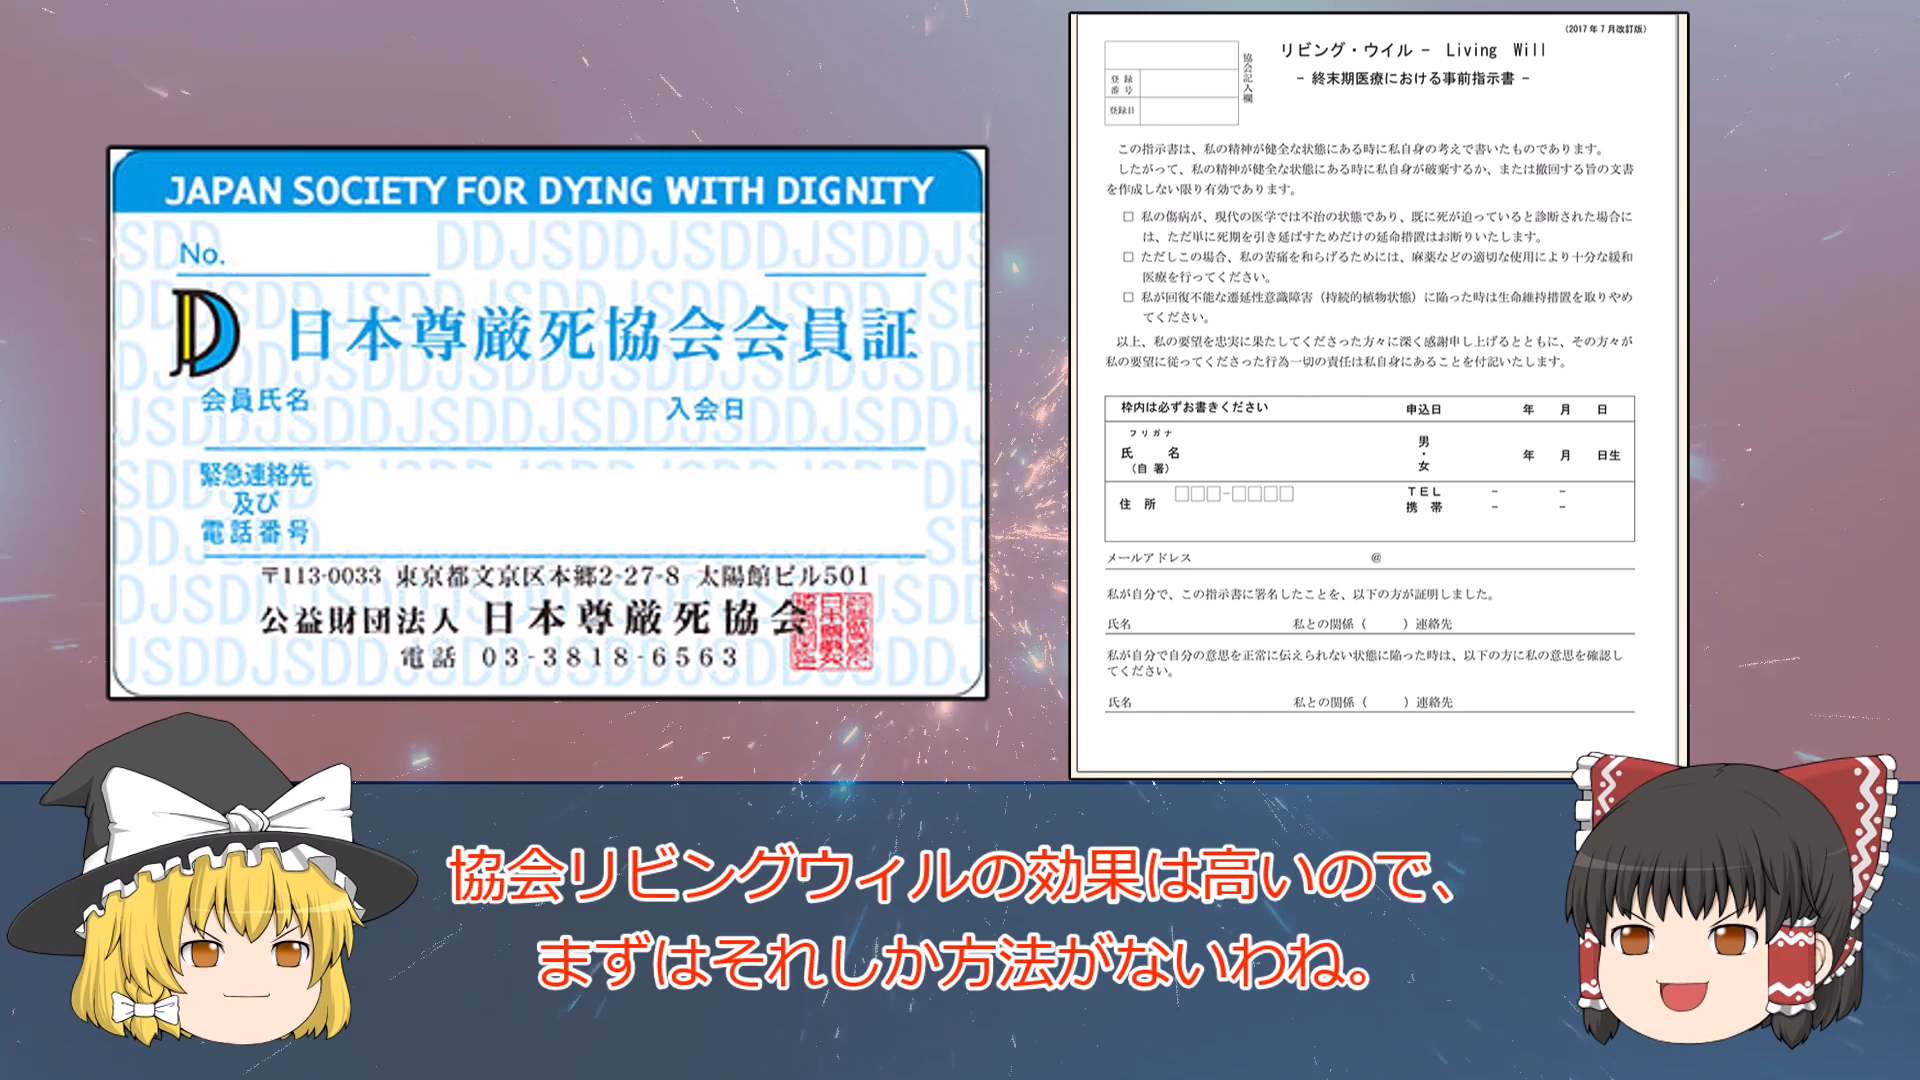 JAPAN SOCIETY FOR DYING WITH DIGNITY
No.
日本尊厳死協会会員証
会員氏名
入会日
緊急連絡先
及び
電話番号
〒113-0033 東京都文京区本郷2-27-8 太陽館ビル501
公益財団法人 日本尊厳死協会
電話 03-3818-6563
(2017年7月改訂版)
リビング・ウイル - Living Will
- 終末期医療における事前指示書 -
登録番号
登録日
協会記入欄
この指示書は、私の精神が健全な状態にある時に私自身の考えで書いたものであります。
したがって、私の精神が健全な状態にある時に私自身が破棄するか、または撤回する旨の文書
を作成しない限り有効であります。
□ 私の傷病が、現代の医学では不治の状態であり、既に死が迫っていると診断された場合に
は、ただ単に死期を引き延ばすためだけの延命措置はお断りいたします。
□ ただしこの場合、私の苦痛を和らげるためには、麻薬などの適切な使用により十分な緩和
医療を行ってください。
□ 私が回復不能な遷延性意識障害（持続的植物状態）に陥った時は生命維持措置を取りやめ
てください。
以上、私の要望を忠実に果たしてくださった方々に深く感謝申し上げるとともに、その方々が
私の要望に従ってくださった行為一切の責任は私自身にあることを付記いたします。
枠内は必ずお書きください 申込日 年 月 日
フリガナ
氏 名
（自署）
男・女
年 月 日生
住 所 □□□-□□□□
TEL - -
携帯 - -
メールアドレス @
私が自分で、この指示書に署名したことを、以下の方が証明しました。
氏名 私との関係（ ）連絡先
私が自分で自分の意思を正常に伝えられない状態に陥った時は、以下の方に私の意思を確認し
てください。
氏名 私との関係（ ）連絡先
協会リビングウィルの効果は高いので、
まずはそれしか方法がないわね。